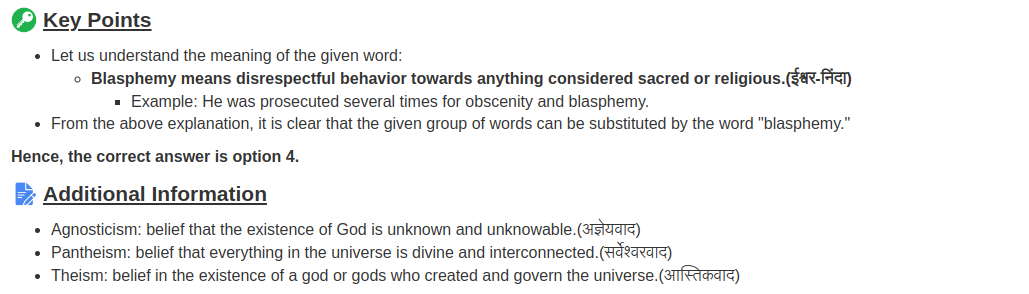 Key Points
Let us understand the meaning of the given word:
Blasphemy means disrespectful behavior towards anything considered sacred or religious.(ईश्वर-निंदा)
Example: He was prosecuted several times for obscenity and blasphemy.
From the above explanation, it is clear that the given group of words can be substituted by the word "blasphemy."
Hence, the correct answer is option 4.
Additional Information
Agnosticism: belief that the existence of God is unknown and unknowable.(अज्ञेयवाद)
Pantheism: belief that everything in the universe is divine and interconnected.(सर्वेश्वरवाद)
Theism: belief in the existence of a god or gods who created and govern the universe.(आस्तिकवाद)